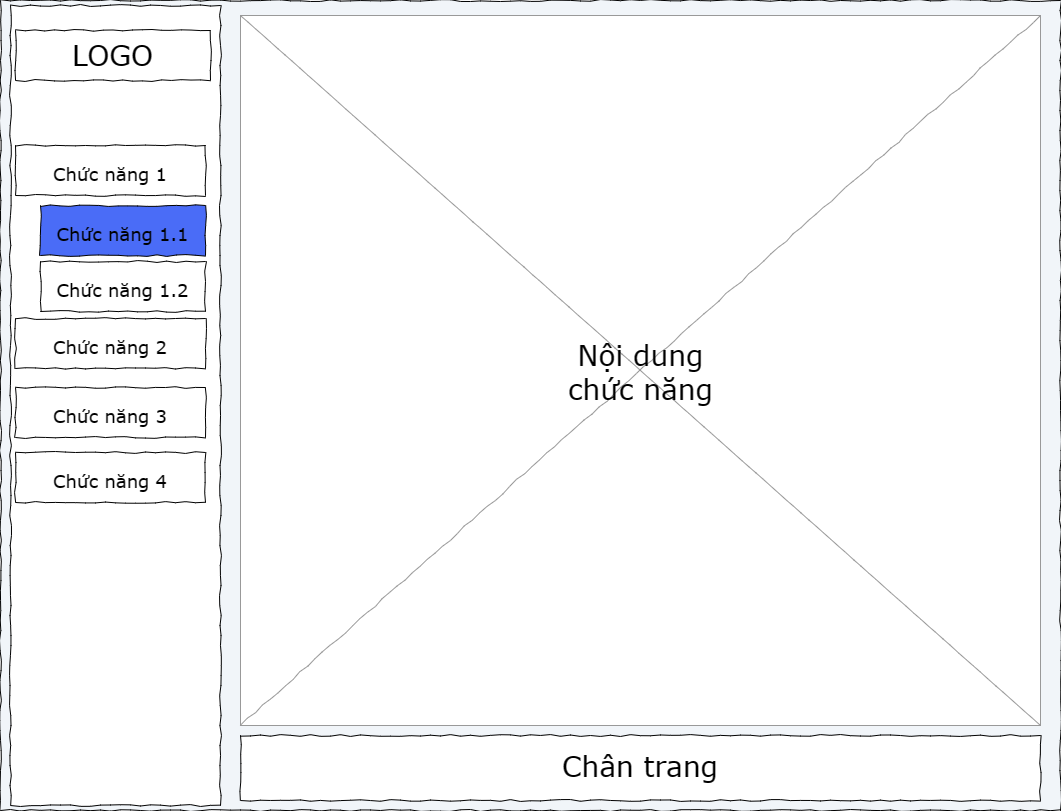 LOGO
Chức năng 1
Chức năng 1.1
Chức năng 1.2
Chức năng 2
Chức năng 3
Chức năng 4
Nội dung
chức năng
Chân trang